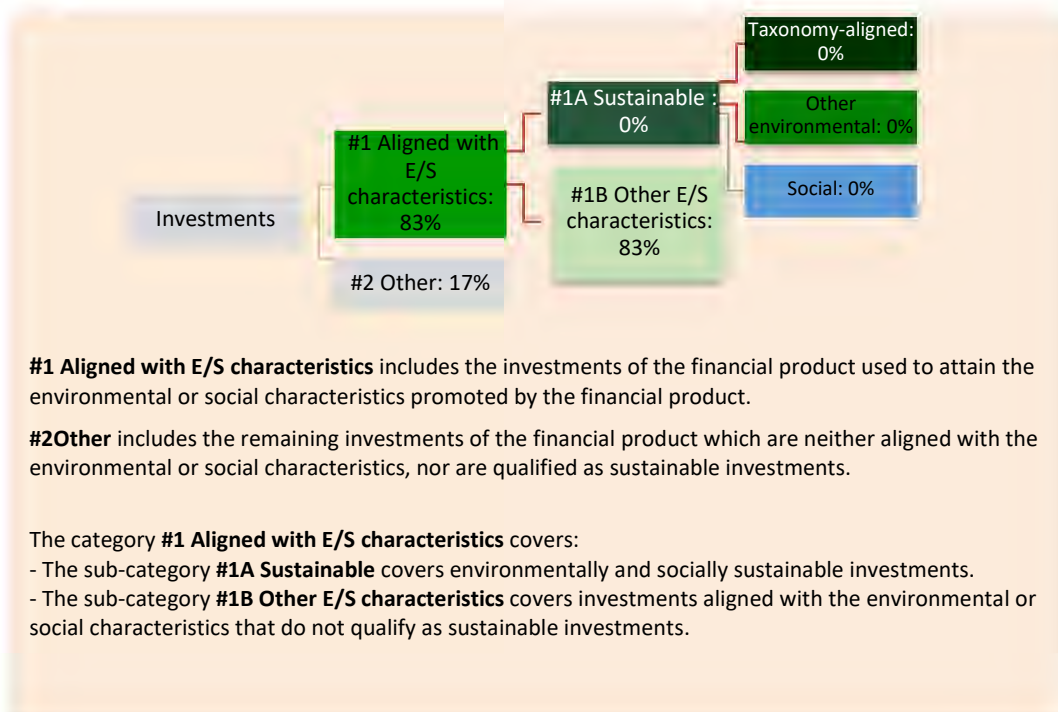 Investments
#1 Aligned with
E/S
characteristics:
83%
#2 Other: 17%
#1A Sustainable :
0%
#1B Other E/S
characteristics:
83%
Taxonomy-aligned:
0%
Other
environmental: 0%
Social: 0%
#1 Aligned with E/S characteristics includes the investments of the financial product used to attain the
environmental or social characteristics promoted by the financial product.
#2Other includes the remaining investments of the financial product which are neither aligned with the
environmental or social characteristics, nor are qualified as sustainable investments.
The category #1 Aligned with E/S characteristics covers:
- The sub-category #1A Sustainable covers environmentally and socially sustainable investments.
- The sub-category #1B Other E/S characteristics covers investments aligned with the environmental or
social characteristics that do not qualify as sustainable investments.